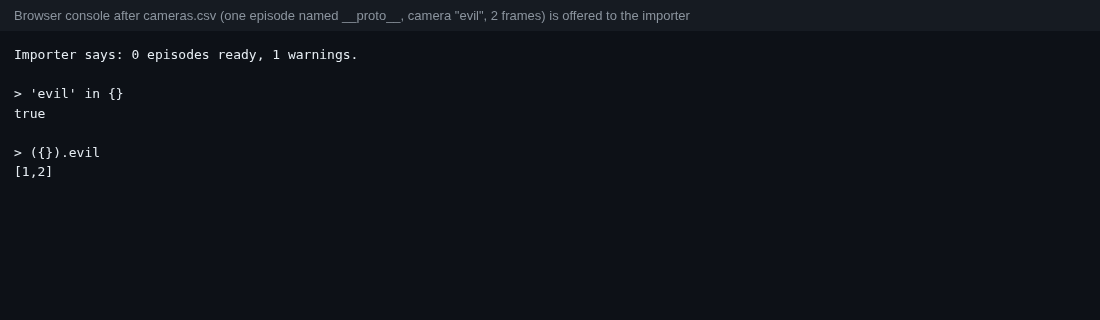 Browser console after cameras.csv (one episode named __proto__, camera "evil", 2 frames) is offered to the importer
Importer says: 0 episodes ready, 1 warnings.
> 'evil' in {}
true
> ({}).evil
[1,2]